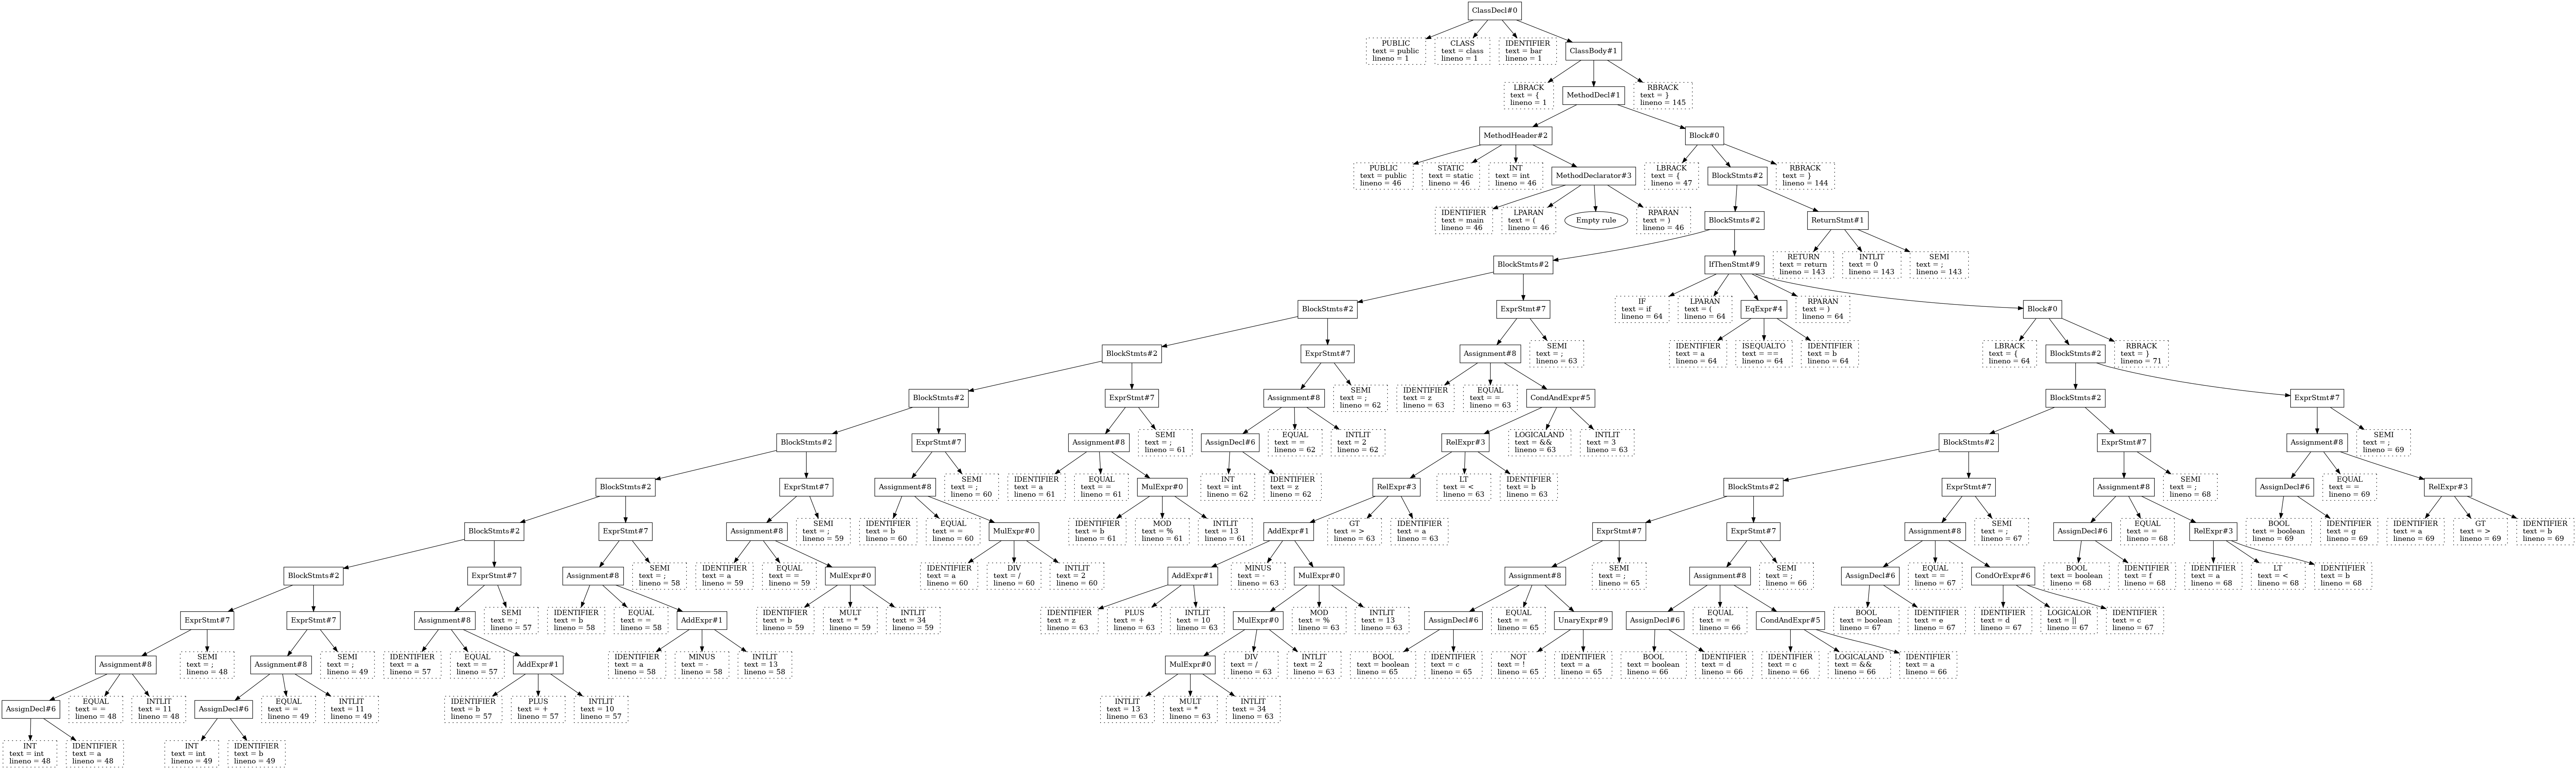 ClassDecl#0
PUBLIC
text = public
lineno = 1
CLASS
text = class
lineno = 1
IDENTIFIER
text = bar
lineno = 1
ClassBody#1
LBRACK
text = {
lineno = 1
MethodDecl#1
RBRACK
text = }
lineno = 145
MethodHeader#2
Block#0
PUBLIC
text = public
lineno = 46
STATIC
text = static
lineno = 46
INT
text = int
lineno = 46
MethodDeclarator#3
LBRACK
text = {
lineno = 47
BlockStmts#2
RBRACK
text = }
lineno = 144
IDENTIFIER
text = main
lineno = 46
LPARAN
text = (
lineno = 46
Empty rule
RPARAN
text = )
lineno = 46
BlockStmts#2
ReturnStmt#1
BlockStmts#2
IfThenStmt#9
RETURN
text = return
lineno = 143
INTLIT
text = 0
lineno = 143
SEMI
text = ;
lineno = 143
BlockStmts#2
ExprStmt#7
IF
text = if
lineno = 64
LPARAN
text = (
lineno = 64
EqExpr#4
RPARAN
text = )
lineno = 64
Block#0
BlockStmts#2
ExprStmt#7
Assignment#8
SEMI
text = ;
lineno = 63
IDENTIFIER
text = a
lineno = 64
ISEQUALTO
text = ==
lineno = 64
IDENTIFIER
text = b
lineno = 64
LBRACK
text = {
lineno = 64
BlockStmts#2
RBRACK
text = }
lineno = 71
BlockStmts#2
ExprStmt#7
Assignment#8
SEMI
text = ;
lineno = 62
IDENTIFIER
text = z
lineno = 63
EQUAL
text = =
lineno = 63
CondAndExpr#5
BlockStmts#2
ExprStmt#7
BlockStmts#2
ExprStmt#7
Assignment#8
SEMI
text = ;
lineno = 61
AssignDecl#6
EQUAL
text = =
lineno = 62
INTLIT
text = 2
lineno = 62
RelExpr#3
LOGICALAND
text = &&
lineno = 63
INTLIT
text = 3
lineno = 63
BlockStmts#2
ExprStmt#7
Assignment#8
SEMI
text = ;
lineno = 69
BlockStmts#2
ExprStmt#7
Assignment#8
SEMI
text = ;
lineno = 60
IDENTIFIER
text = a
lineno = 61
EQUAL
text = =
lineno = 61
MulExpr#0
INT
text = int
lineno = 62
IDENTIFIER
text = z
lineno = 62
RelExpr#3
LT
text = <
lineno = 63
IDENTIFIER
text = b
lineno = 63
BlockStmts#2
ExprStmt#7
Assignment#8
SEMI
text = ;
lineno = 68
AssignDecl#6
EQUAL
text = =
lineno = 69
RelExpr#3
BlockStmts#2
ExprStmt#7
Assignment#8
SEMI
text = ;
lineno = 59
IDENTIFIER
text = b
lineno = 60
EQUAL
text = =
lineno = 60
MulExpr#0
IDENTIFIER
text = b
lineno = 61
MOD
text = %
lineno = 61
INTLIT
text = 13
lineno = 61
AddExpr#1
GT
text = >
lineno = 63
IDENTIFIER
text = a
lineno = 63
ExprStmt#7
ExprStmt#7
Assignment#8
SEMI
text = ;
lineno = 67
AssignDecl#6
EQUAL
text = =
lineno = 68
RelExpr#3
BOOL
text = boolean
lineno = 69
IDENTIFIER
text = g
lineno = 69
IDENTIFIER
text = a
lineno = 69
GT
text = >
lineno = 69
IDENTIFIER
text = b
lineno = 69
BlockStmts#2
ExprStmt#7
Assignment#8
SEMI
text = ;
lineno = 58
IDENTIFIER
text = a
lineno = 59
EQUAL
text = =
lineno = 59
MulExpr#0
IDENTIFIER
text = a
lineno = 60
DIV
text = /
lineno = 60
INTLIT
text = 2
lineno = 60
AddExpr#1
MINUS
text = -
lineno = 63
MulExpr#0
Assignment#8
SEMI
text = ;
lineno = 65
Assignment#8
SEMI
text = ;
lineno = 66
AssignDecl#6
EQUAL
text = =
lineno = 67
CondOrExpr#6
BOOL
text = boolean
lineno = 68
IDENTIFIER
text = f
lineno = 68
IDENTIFIER
text = a
lineno = 68
LT
text = <
lineno = 68
IDENTIFIER
text = b
lineno = 68
ExprStmt#7
ExprStmt#7
Assignment#8
SEMI
text = ;
lineno = 57
IDENTIFIER
text = b
lineno = 58
EQUAL
text = =
lineno = 58
AddExpr#1
IDENTIFIER
text = b
lineno = 59
MULT
text = *
lineno = 59
INTLIT
text = 34
lineno = 59
IDENTIFIER
text = z
lineno = 63
PLUS
text = +
lineno = 63
INTLIT
text = 10
lineno = 63
MulExpr#0
MOD
text = %
lineno = 63
INTLIT
text = 13
lineno = 63
AssignDecl#6
EQUAL
text = =
lineno = 65
UnaryExpr#9
AssignDecl#6
EQUAL
text = =
lineno = 66
CondAndExpr#5
BOOL
text = boolean
lineno = 67
IDENTIFIER
text = e
lineno = 67
IDENTIFIER
text = d
lineno = 67
LOGICALOR
text = ||
lineno = 67
IDENTIFIER
text = c
lineno = 67
Assignment#8
SEMI
text = ;
lineno = 48
Assignment#8
SEMI
text = ;
lineno = 49
IDENTIFIER
text = a
lineno = 57
EQUAL
text = =
lineno = 57
AddExpr#1
IDENTIFIER
text = a
lineno = 58
MINUS
text = -
lineno = 58
INTLIT
text = 13
lineno = 58
MulExpr#0
DIV
text = /
lineno = 63
INTLIT
text = 2
lineno = 63
BOOL
text = boolean
lineno = 65
IDENTIFIER
text = c
lineno = 65
NOT
text = !
lineno = 65
IDENTIFIER
text = a
lineno = 65
BOOL
text = boolean
lineno = 66
IDENTIFIER
text = d
lineno = 66
IDENTIFIER
text = c
lineno = 66
LOGICALAND
text = &&
lineno = 66
IDENTIFIER
text = a
lineno = 66
AssignDecl#6
EQUAL
text = =
lineno = 48
INTLIT
text = 11
lineno = 48
AssignDecl#6
EQUAL
text = =
lineno = 49
INTLIT
text = 11
lineno = 49
IDENTIFIER
text = b
lineno = 57
PLUS
text = +
lineno = 57
INTLIT
text = 10
lineno = 57
INTLIT
text = 13
lineno = 63
MULT
text = *
lineno = 63
INTLIT
text = 34
lineno = 63
INT
text = int
lineno = 48
IDENTIFIER
text = a
lineno = 48
INT
text = int
lineno = 49
IDENTIFIER
text = b
lineno = 49